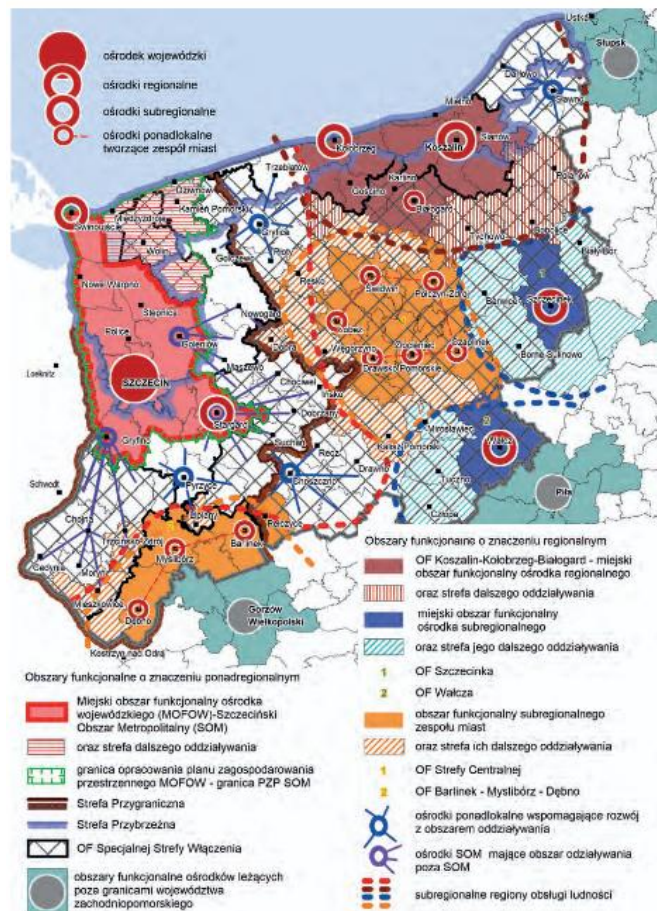 ośrodek wojewódzki
ośrodki regionalne
ośrodki subregionalne
ośrodki ponadlokalne
tworzące zespół miast
Ustka
Słupsk
Darłowo
Sławno
Mielno
Kołobrzeg
Koszalin
Sianów
Trzebiatów
Karlino
Gościno
Białogard
Polanów
Dziwnów
Kamień Pomorski
Międzyzdroje
Świnoujście
Wolin
Gryfice
Płoty
Golczewo
Tychowo
Bobolice
Biały Bór
Resko
Świdwin
Połczyn-Zdrój
1
Barwice
Szczecinek
Nowe Warpno
Stepnica
Nowogard
Police
Goleniów
Łobez
Dobra
Węgorzyno
Złocieniec
Czaplinek
Drawsko Pomorskie
Borne Sulinowo
Maszewo
Chociwel
Ińsko
Loeknitz
SZCZECIN
Dobrzany
Stargard
Suchań
Kalisz Pomorski
Mirosławiec
2
Wałcz
Gryfino
Recz
Drawno
Schwedt
Pyrzyce
Choszczno
Tuczno
Człopa
Piła
Chojna
Lipiany
Pełczyce
Trzcińsko-Zdrój
Barlinek
Cedynia
Moryń
Myślibórz
Mieszkowice
Dębno
Gorzów
Wielkopolski
Kostrzyn nad Odrą
Obszary funkcjonalne o znaczeniu ponadregionalnym
Miejski obszar funkcjonalny ośrodka
wojewódzkiego (MOFOW)-Szczeciński
Obszar Metropolitalny (SOM)
oraz strefa dalszego oddziaływania
granica opracowania planu zagospodarowania
przestrzennego MOFOW - granica PZP SOM
Strefa Przygraniczna
Strefa Przybrzeżna
OF Specjalnej Strefy Włączenia
obszary funkcjonalne ośrodków leżących
poza granicami województwa
zachodniopomorskiego
Obszary funkcjonalne o znaczeniu regionalnym
OF Koszalin-Kołobrzeg-Białogard - miejski
obszar funkcjonalny ośrodka regionalnego
oraz strefa dalszego oddziaływania
miejski obszar funkcjonalny
ośrodka subregionalnego
oraz strefa jego dalszego oddziaływania
1 OF Szczecinka
2 OF Wałcza
obszar funkcjonalny subregionalnego
zespołu miast
oraz strefa ich dalszego oddziaływania
1 OF Strefy Centralnej
2 OF Barlinek - Myślibórz - Dębno
ośrodki ponadlokalne wspomagające rozwój
z obszarem oddziaływania
ośrodki SOM mające obszar odziaływania
poza SOM
subregionalne regiony obsługi ludności